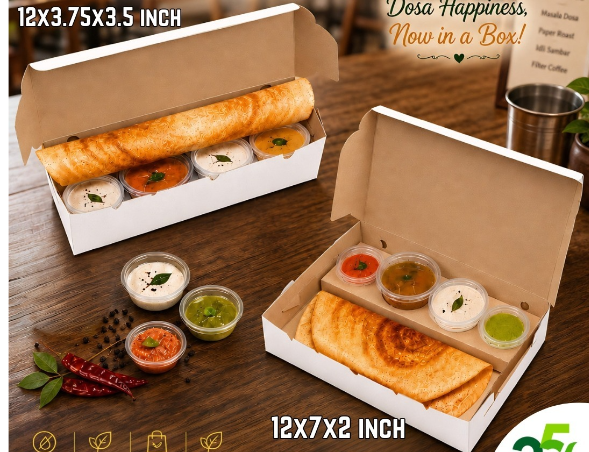 12X3.75X3.5 INCH
Dosa Happiness,
Now in a Box!
Masala Dosa
Paper Roast
Idli Sambar
Filter Coffee
12X7X2 INCH